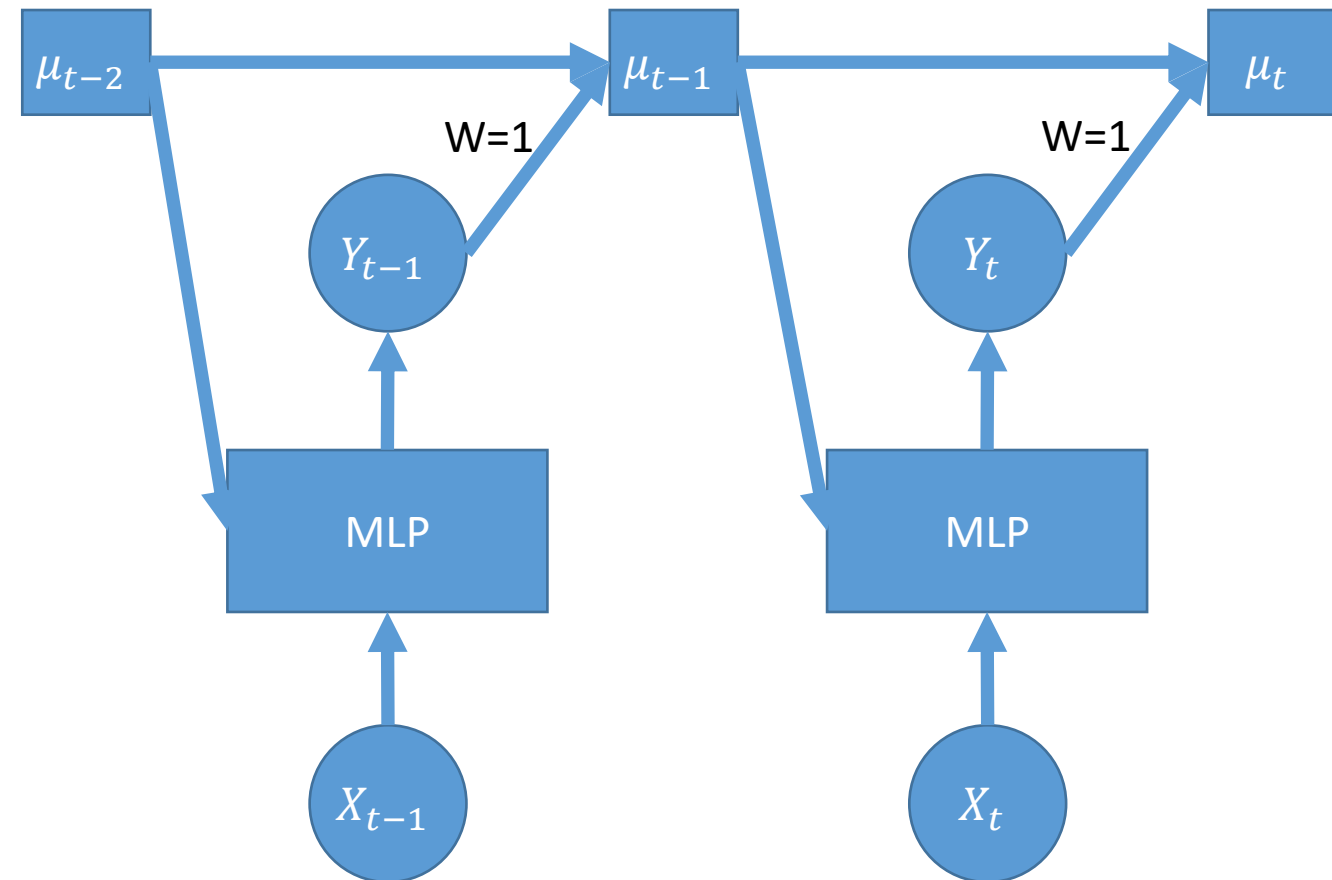 μ_{t−2}
μ_{t−1}
μ_t
W=1
W=1
Y_{t−1}
Y_t
MLP
MLP
X_{t−1}
X_t